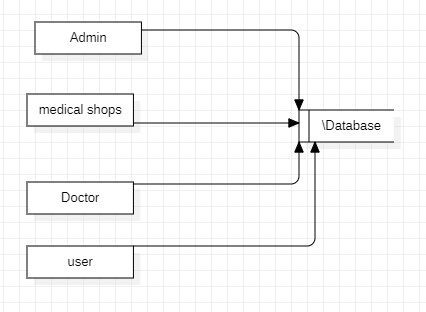 Admin
medical shops
\Database
Doctor
user